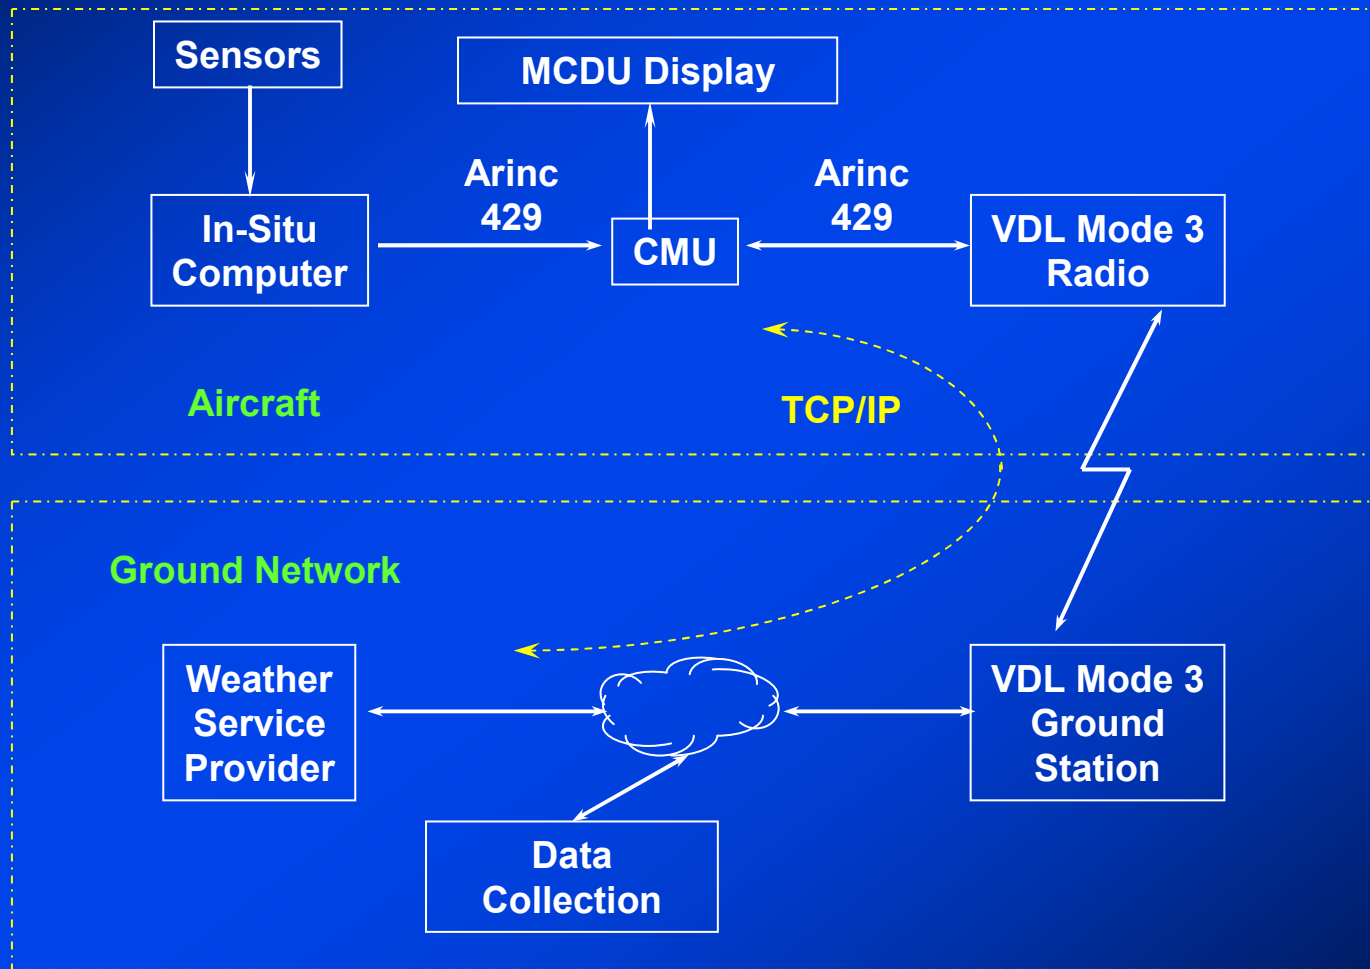 Sensors
MCDU Display
Arinc
429
Arinc
429
In-Situ
Computer
CMU
VDL Mode 3
Radio
Aircraft
TCP/IP
Ground Network
Weather
Service
Provider
VDL Mode 3
Ground
Station
Data
Collection